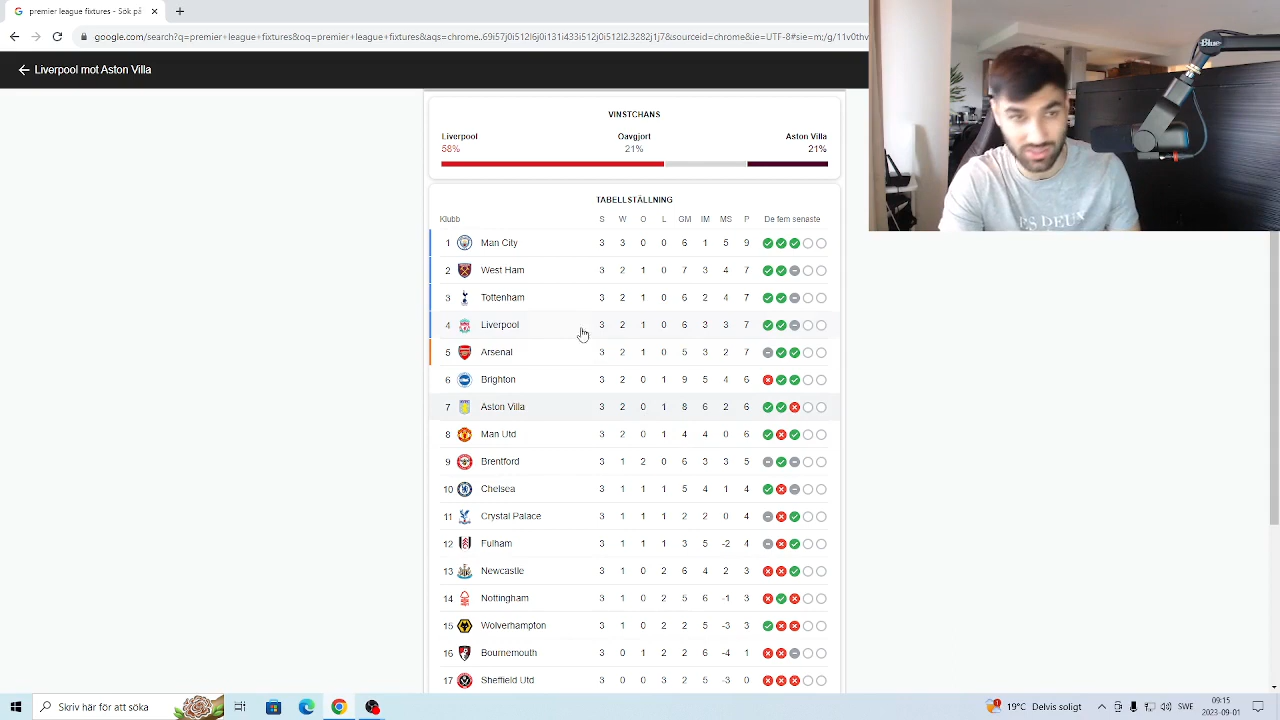 premier league fixtures - Sök på
google.com/search?q=premier+league+fixtures&oq=premier+league+fixtures&aqs=chrome..69i57j0i512l6j0i131i433i512j0i512l2.3282j1j7&sourceid=chrome&ie=UTF-8#sie=m;/g/11v0thv
Liverpool mot Aston Villa
VINSTCHANS
Liverpool Oavgjort Aston Villa
58% 21% 21%
TABELLSTÄLLNING
Klubb S W O L GM IM MS P De fem senaste
1 Man City 3 3 0 0 6 1 5 9
2 West Ham 3 2 1 0 7 3 4 7
3 Tottenham 3 2 1 0 6 2 4 7
4 Liverpool 3 2 1 0 6 3 3 7
5 Arsenal 3 2 1 0 5 3 2 7
6 Brighton 3 2 0 1 9 5 4 6
7 Aston Villa 3 2 0 1 8 6 2 6
8 Man Utd 3 2 0 1 4 4 0 6
9 Brentford 3 1 2 0 6 3 3 5
10 Chelsea 3 1 1 1 5 4 1 4
11 Crystal Palace 3 1 1 1 2 2 0 4
12 Fulham 3 1 1 1 3 5 -2 4
13 Newcastle 3 1 0 2 6 4 2 3
14 Nottingham 3 1 0 2 5 6 -1 3
15 Wolverhampton 3 1 0 2 2 5 -3 3
16 Bournemouth 3 0 1 2 2 6 -4 1
17 Sheffield Utd 3 0 0 3 2 5 -3 0
Blue
ES DEUX
Skriv här för att söka
19°C Delvis soligt
SWE
09:15
2023-09-01